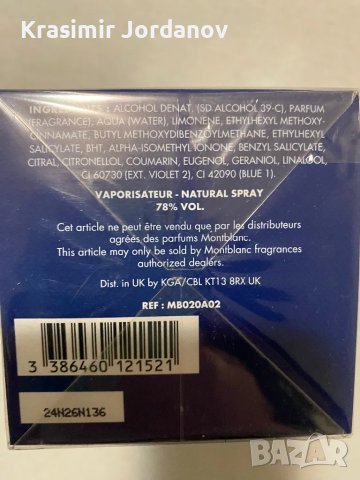 Krasimir Jordanov
INGREDIENTS : ALCOHOL DENAT. (SD ALCOHOL 39-C), PARFUM
(FRAGRANCE), AQUA (WATER), LIMONENE, ETHYLHEXYL METHOXY-
CINNAMATE, BUTYL METHOXYDIBENZOYLMETHANE, ETHYLHEXYL
SALICYLATE, BHT, ALPHA-ISOMETHYL IONONE, BENZYL SALICYLATE,
CITRAL, CITRONELLOL, COUMARIN, EUGENOL, GERANIOL, LINALOOL,
CI 60730 (EXT. VIOLET 2), CI 42090 (BLUE 1).
VAPORISATEUR - NATURAL SPRAY
78% VOL.
Cet article ne peut être vendu que par les distributeurs
agréés des parfums Montblanc.
This article may only be sold by Montblanc fragrances
authorized dealers.
Dist. in UK by KGA/CBL KT13 8RX UK
REF : MB020A02
3 386460 121521
24N26N136
BAZAR